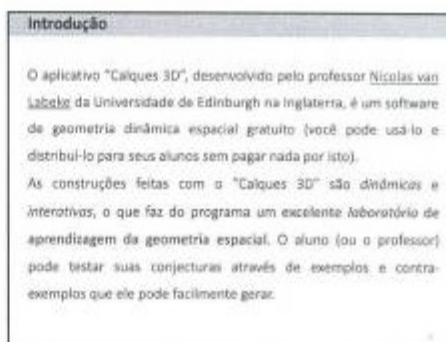 Introdução
O aplicativo "Calques 3D", desenvolvido pelo professor Nicolas van
Labeke da Universidade de Edinburgh na Inglaterra, é um software
de geometria dinâmica espacial gratuito (você pode usá-lo e
distribuí-lo para seus alunos sem pagar nada por isto).
As construções feitas com o "Calques 3D" são dinâmicas e
interativas, o que faz do programa um excelente laboratório de
aprendizagem da geometria espacial. O aluno (ou o professor)
pode testar suas conjecturas através de exemplos e contra-
exemplos que ele pode facilmente gerar.